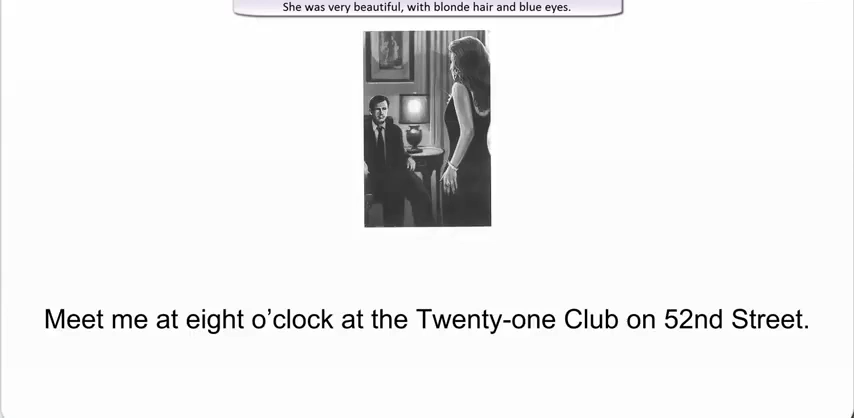 She was very beautiful, with blonde hair and blue eyes.
Meet me at eight o’clock at the Twenty-one Club on 52nd Street.